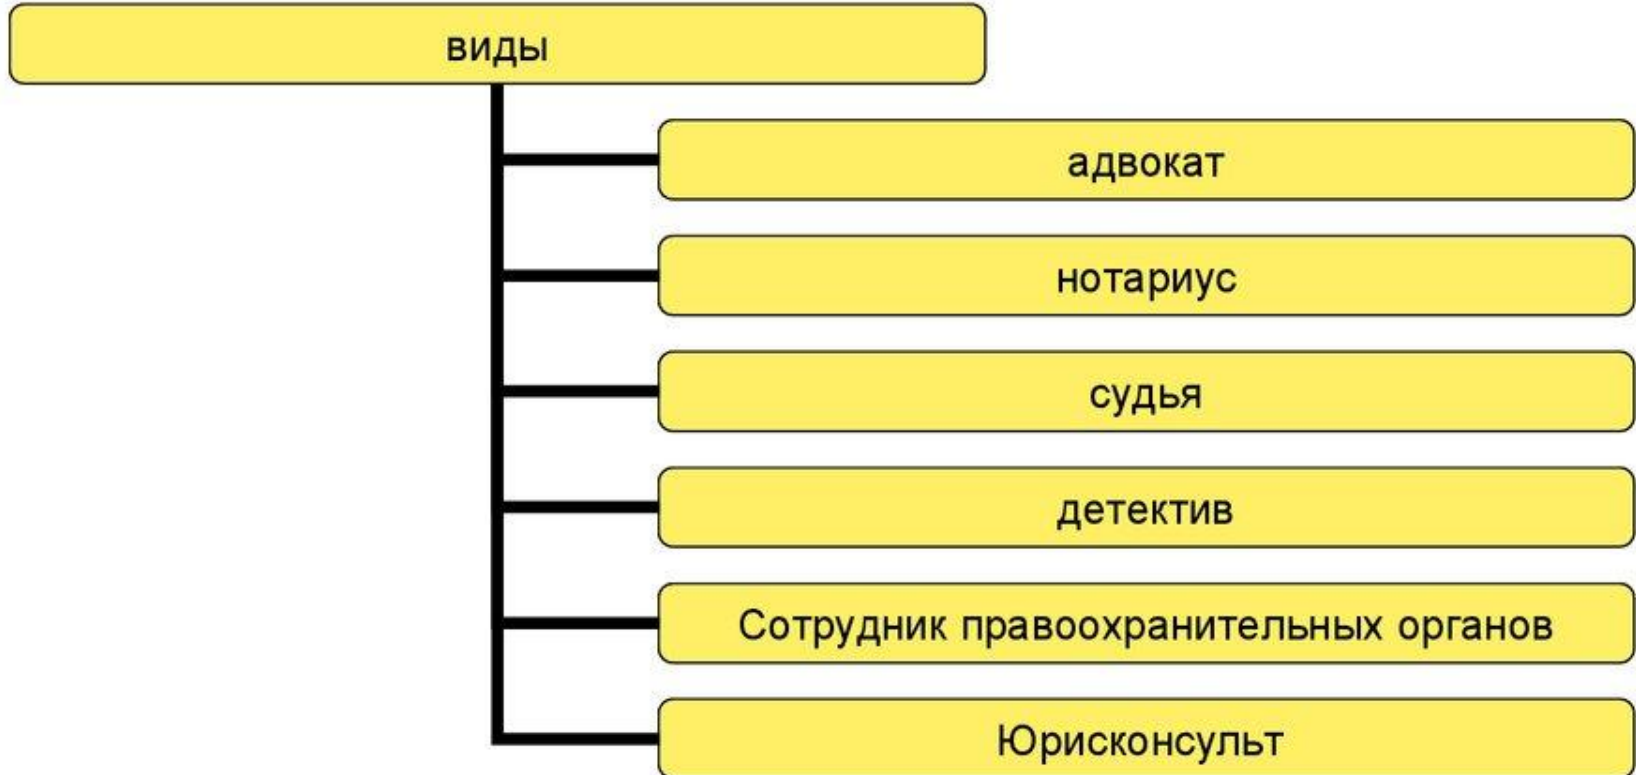 виды
адвокат
нотариус
судья
детектив
Сотрудник правоохранительных органов
Юрисконсульт